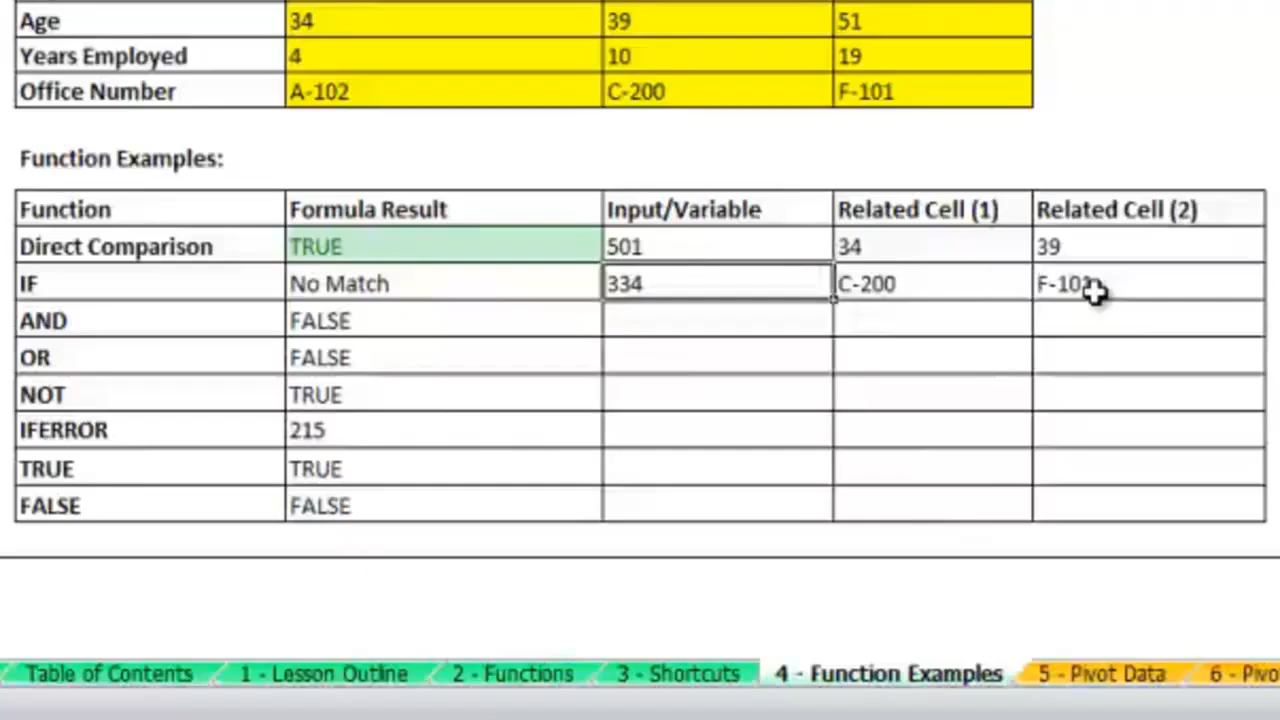 Age 34 39 51
Years Employed 4 10 19
Office Number A-102 C-200 F-101
Function Examples:
Function Formula Result Input/Variable Related Cell (1) Related Cell (2)
Direct Comparison TRUE 501 34 39
IF No Match 334 C-200
AND FALSE
OR FALSE
NOT TRUE
IFERROR 215
TRUE TRUE
FALSE FALSE
Table of Contents 1 - Lesson Outline 2 - Functions 3 - Shortcuts 4 - Function Examples 5 - Pivot Data 6 -